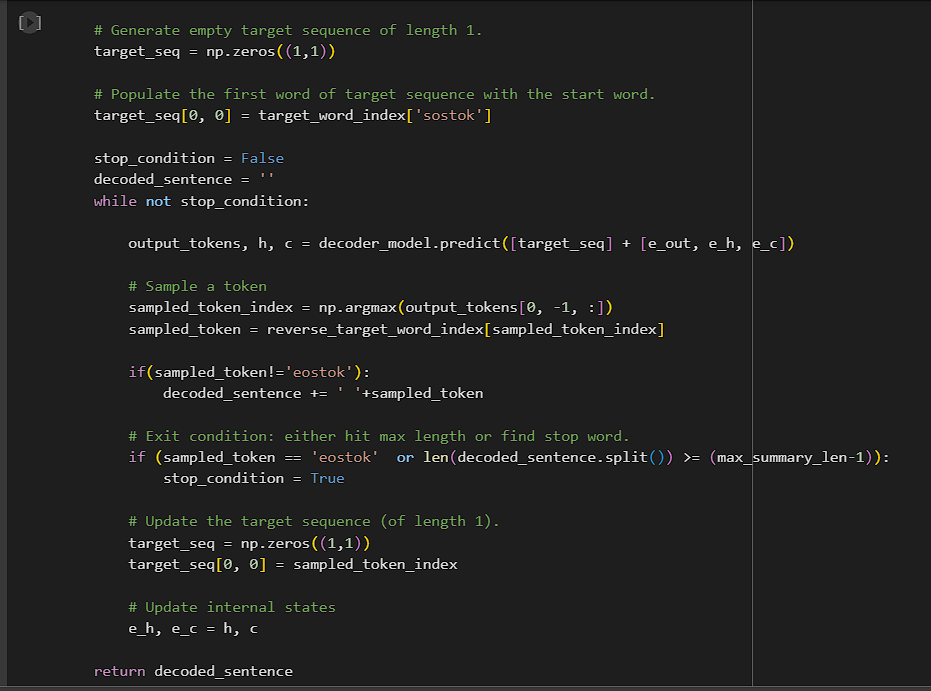 # Generate empty target sequence of length 1.
target_seq = np.zeros((1,1))
# Populate the first word of target sequence with the start word.
target_seq[0, 0] = target_word_index['sostok']
stop_condition = False
decoded_sentence = ''
while not stop_condition:
output_tokens, h, c = decoder_model.predict([target_seq] + [e_out, e_h, e_c])
# Sample a token
sampled_token_index = np.argmax(output_tokens[0, -1, :])
sampled_token = reverse_target_word_index[sampled_token_index]
if(sampled_token!='eostok'):
decoded_sentence += ' '+sampled_token
# Exit condition: either hit max length or find stop word.
if (sampled_token == 'eostok'  or len(decoded_sentence.split()) >= (max_summary_len-1)):
stop_condition = True
# Update the target sequence (of length 1).
target_seq = np.zeros((1,1))
target_seq[0, 0] = sampled_token_index
# Update internal states
e_h, e_c = h, c
return decoded_sentence